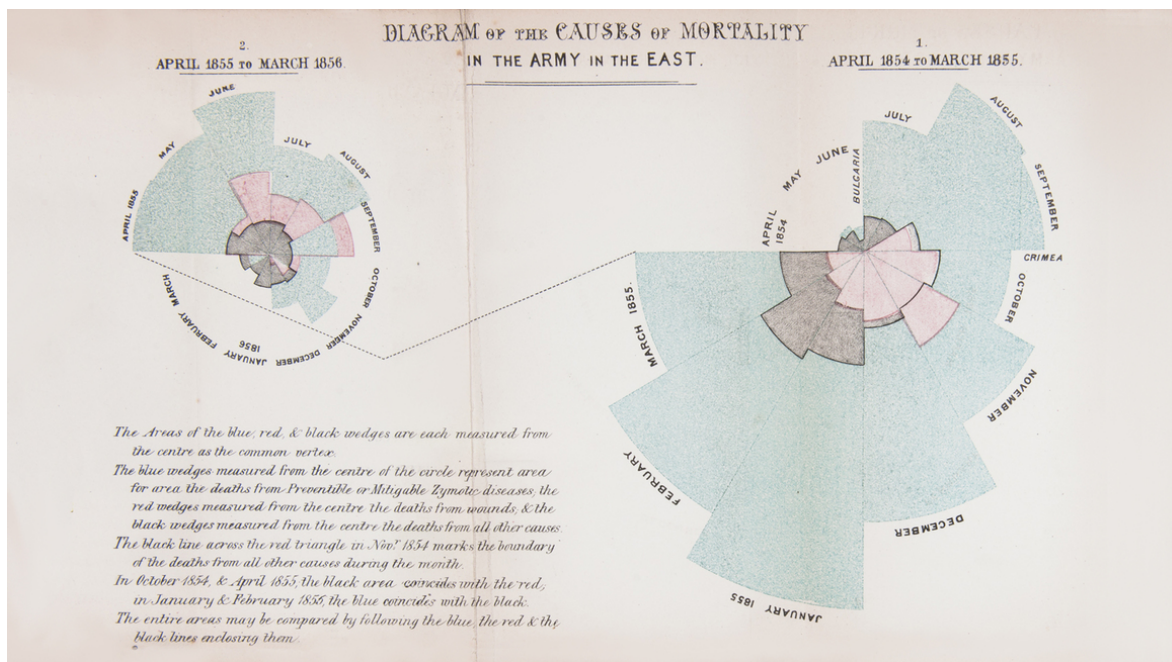 DIAGRAM OF THE CAUSES OF MORTALITY
IN THE ARMY IN THE EAST.
2.
APRIL 1855 TO MARCH 1856.
1.
APRIL 1854 TO MARCH 1855.
APRIL 1855
MAY
JUNE
JULY
AUGUST
SEPTEMBER
OCTOBER
NOVEMBER
DECEMBER
JANUARY
1856
FEBRUARY
MARCH
APRIL
1854
MAY
JUNE
BULGARIA
JULY
AUGUST
SEPTEMBER
CRIMEA
OCTOBER
NOVEMBER
DECEMBER
JANUARY 1855
FEBRUARY
MARCH 1855.
The Areas of the blue, red, & black wedges are each measured from
the centre as the common vertex.
The blue wedges measured from the centre of the circle represent area
for area the deaths from Preventible or Mitigable Zymotic diseases; the
red wedges measured from the centre the deaths from wounds; & the
black wedges measured from the centre the deaths from all other causes.
The black line across the red triangle in Novr. 1854 marks the boundary
of the deaths from all other causes during the month.
In October 1854, & April 1855; the black area coincides with the red;
in January & February 1855, the blue coincides with the black.
The entire areas may be compared by following the blue, the red & the
black lines enclosing them.